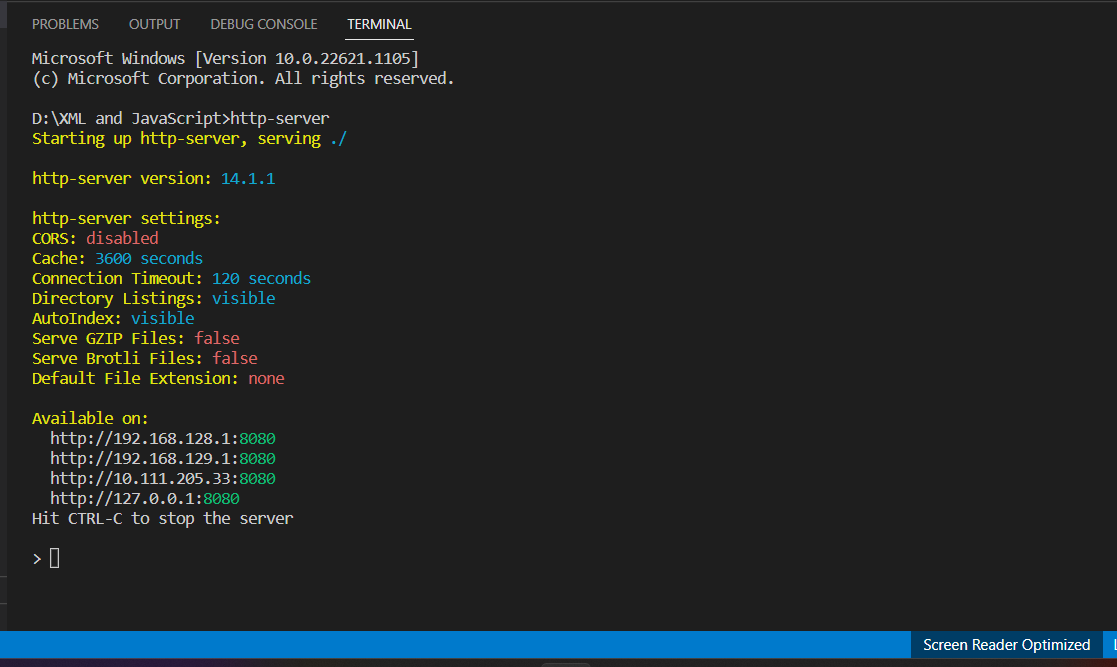 PROBLEMS OUTPUT DEBUG CONSOLE TERMINAL
Microsoft Windows [Version 10.0.22621.1105]
(c) Microsoft Corporation. All rights reserved.
D:\XML and JavaScript>http-server
Starting up http-server, serving ./
http-server version: 14.1.1
http-server settings:
CORS: disabled
Cache: 3600 seconds
Connection Timeout: 120 seconds
Directory Listings: visible
AutoIndex: visible
Serve GZIP Files: false
Serve Brotli Files: false
Default File Extension: none
Available on:
http://192.168.128.1:8080
http://192.168.129.1:8080
http://10.111.205.33:8080
http://127.0.0.1:8080
Hit CTRL-C to stop the server
>
Screen Reader Optimized